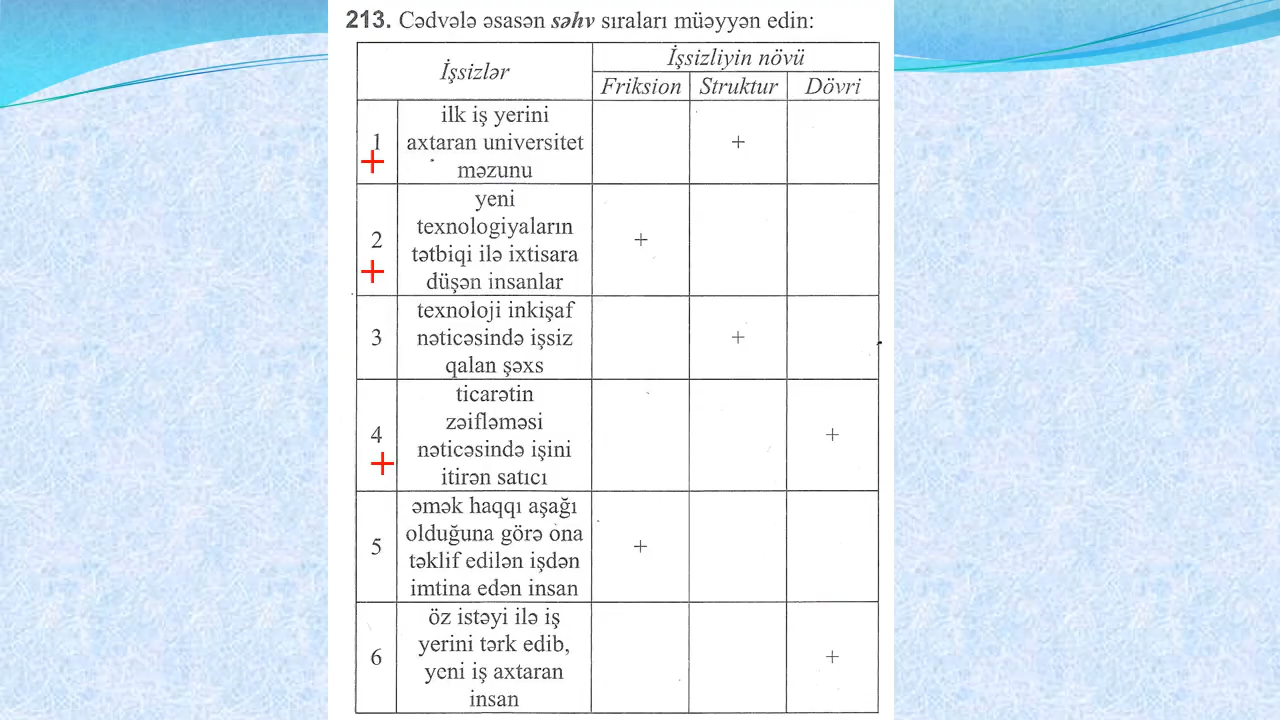 213. Cədvələ əsasən səhv sıraları müəyyən edin:
İşsizlər
İşsizliyin növü
Friksion Struktur Dövri
1
ilk iş yerini
axtaran universitet
məzunu
+
+
2
yeni
texnologiyaların
tətbiqi ilə ixtisara
düşən insanlar
+
+
3
texnoloji inkişaf
nəticəsində işsiz
qalan şəxs
+
4
ticarətin
zəifləməsi
nəticəsində işini
itirən satıcı
+
+
5
əmək haqqı aşağı
olduğuna görə ona
təklif edilən işdən
imtina edən insan
+
6
öz istəyi ilə iş
yerini tərk edib,
yeni iş axtaran
insan
+